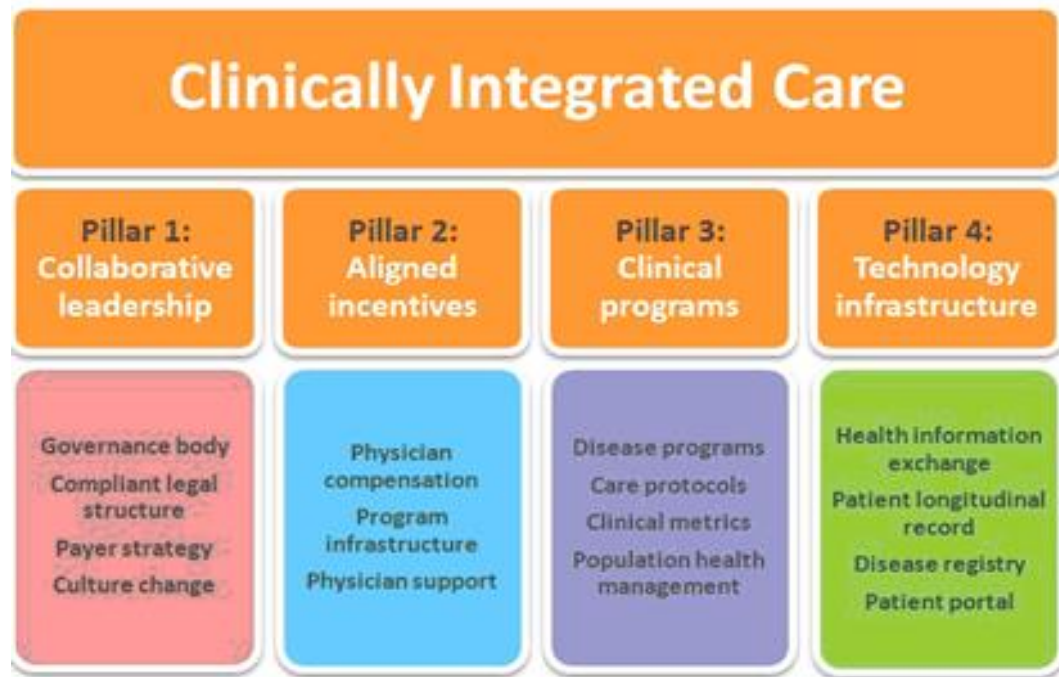 Clinically Integrated Care
Pillar 1:
Collaborative
leadership
Pillar 2:
Aligned
incentives
Pillar 3:
Clinical
programs
Pillar 4:
Technology
infrastructure
Governance body
Compliant legal
structure
Payer strategy
Culture change
Physician
compensation
Program
infrastructure
Physician support
Disease programs
Care protocols
Clinical metrics
Population health
management
Health information
exchange
Patient longitudinal
record
Disease registry
Patient portal